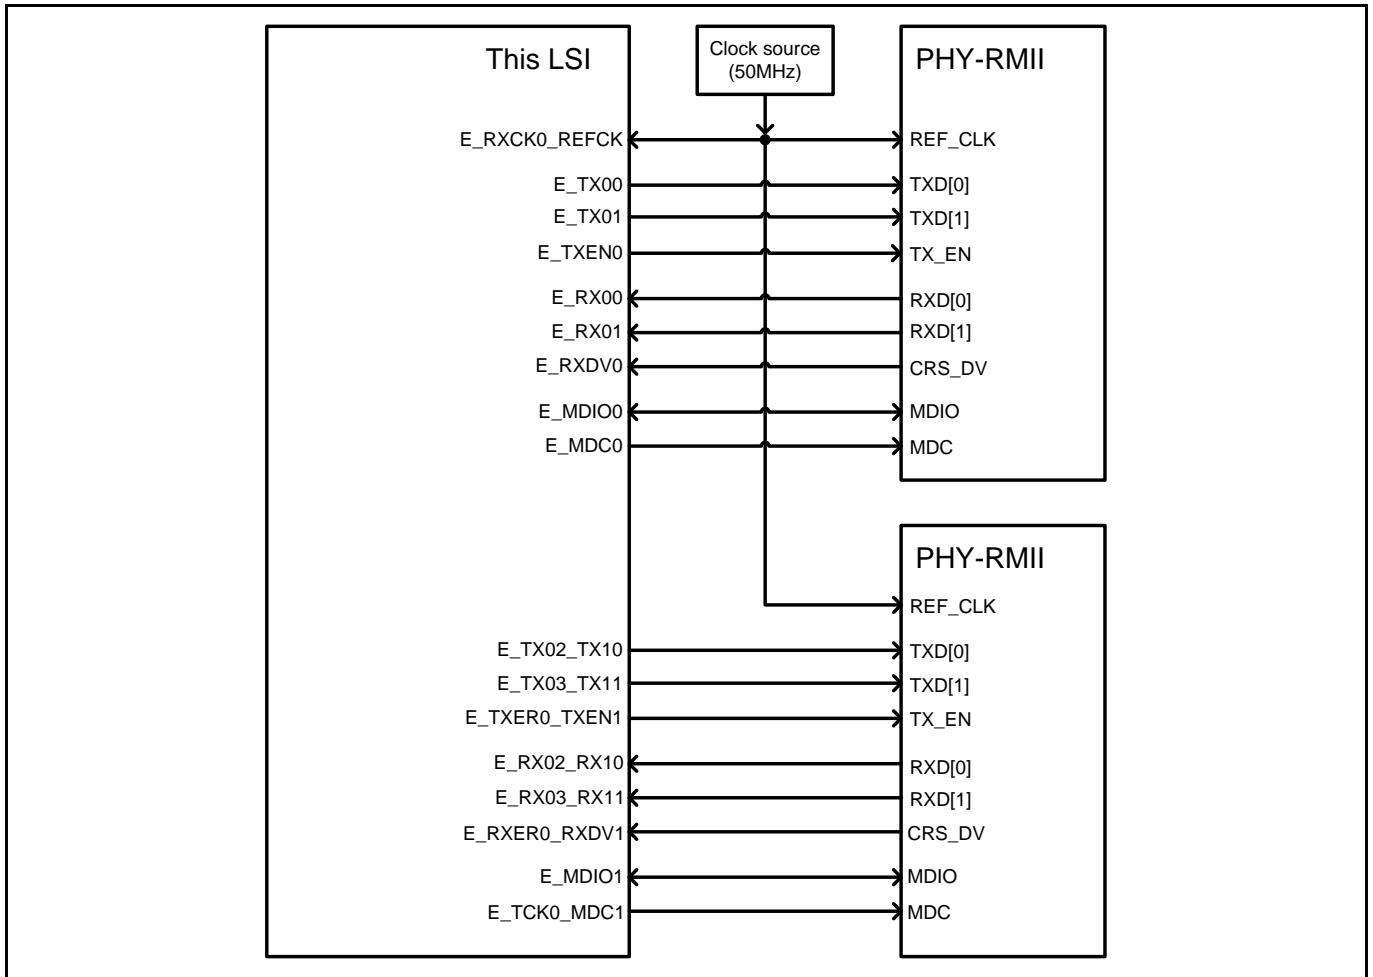 This LSI
Clock source
(50MHz)
PHY-RMII
E_RXCK0_REFCK
REF_CLK
E_TX00
TXD[0]
E_TX01
TXD[1]
E_TXEN0
TX_EN
E_RX00
RXD[0]
E_RX01
RXD[1]
E_RXDV0
CRS_DV
E_MDIO0
MDIO
E_MDC0
MDC
PHY-RMII
REF_CLK
E_TX02_TX10
TXD[0]
E_TX03_TX11
TXD[1]
E_TXER0_TXEN1
TX_EN
E_RX02_RX10
RXD[0]
E_RX03_RX11
RXD[1]
E_RXER0_RXDV1
CRS_DV
E_MDIO1
MDIO
E_TCK0_MDC1
MDC